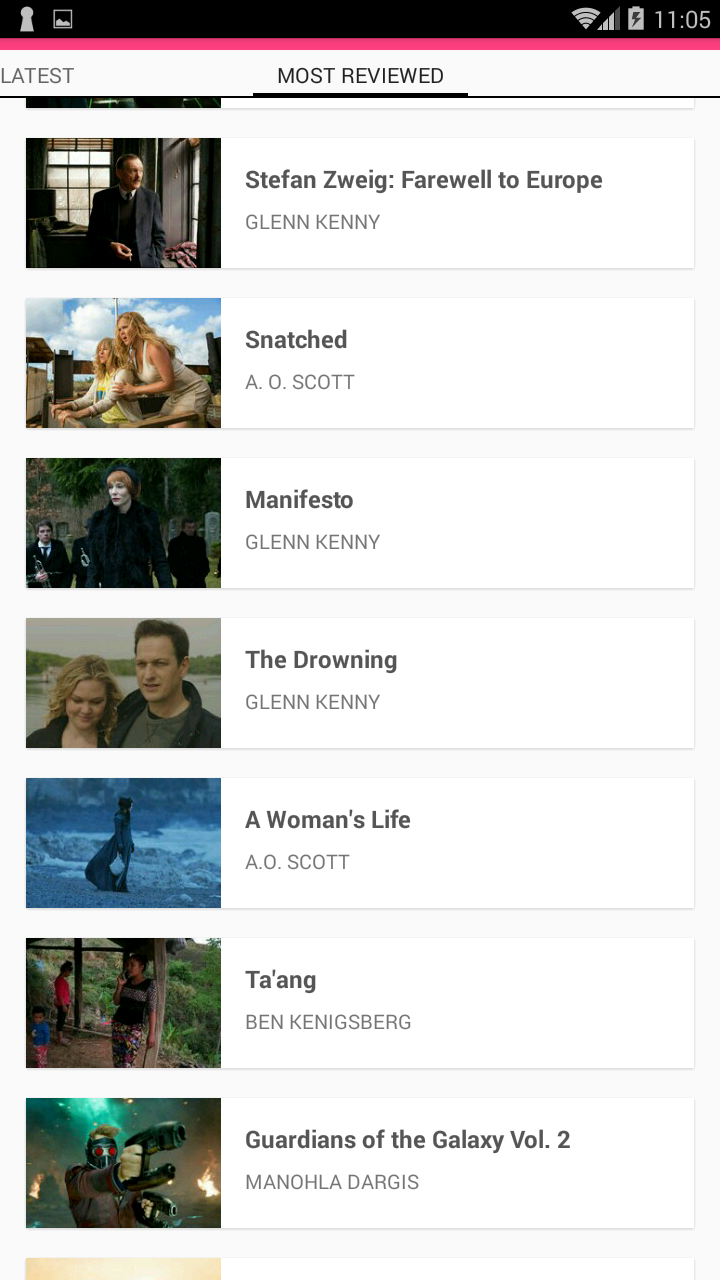 11:05
LATEST
MOST REVIEWED
Stefan Zweig: Farewell to Europe
GLENN KENNY
Snatched
A. O. SCOTT
Manifesto
GLENN KENNY
The Drowning
GLENN KENNY
A Woman's Life
A.O. SCOTT
Ta'ang
BEN KENIGSBERG
Guardians of the Galaxy Vol. 2
MANOHLA DARGIS